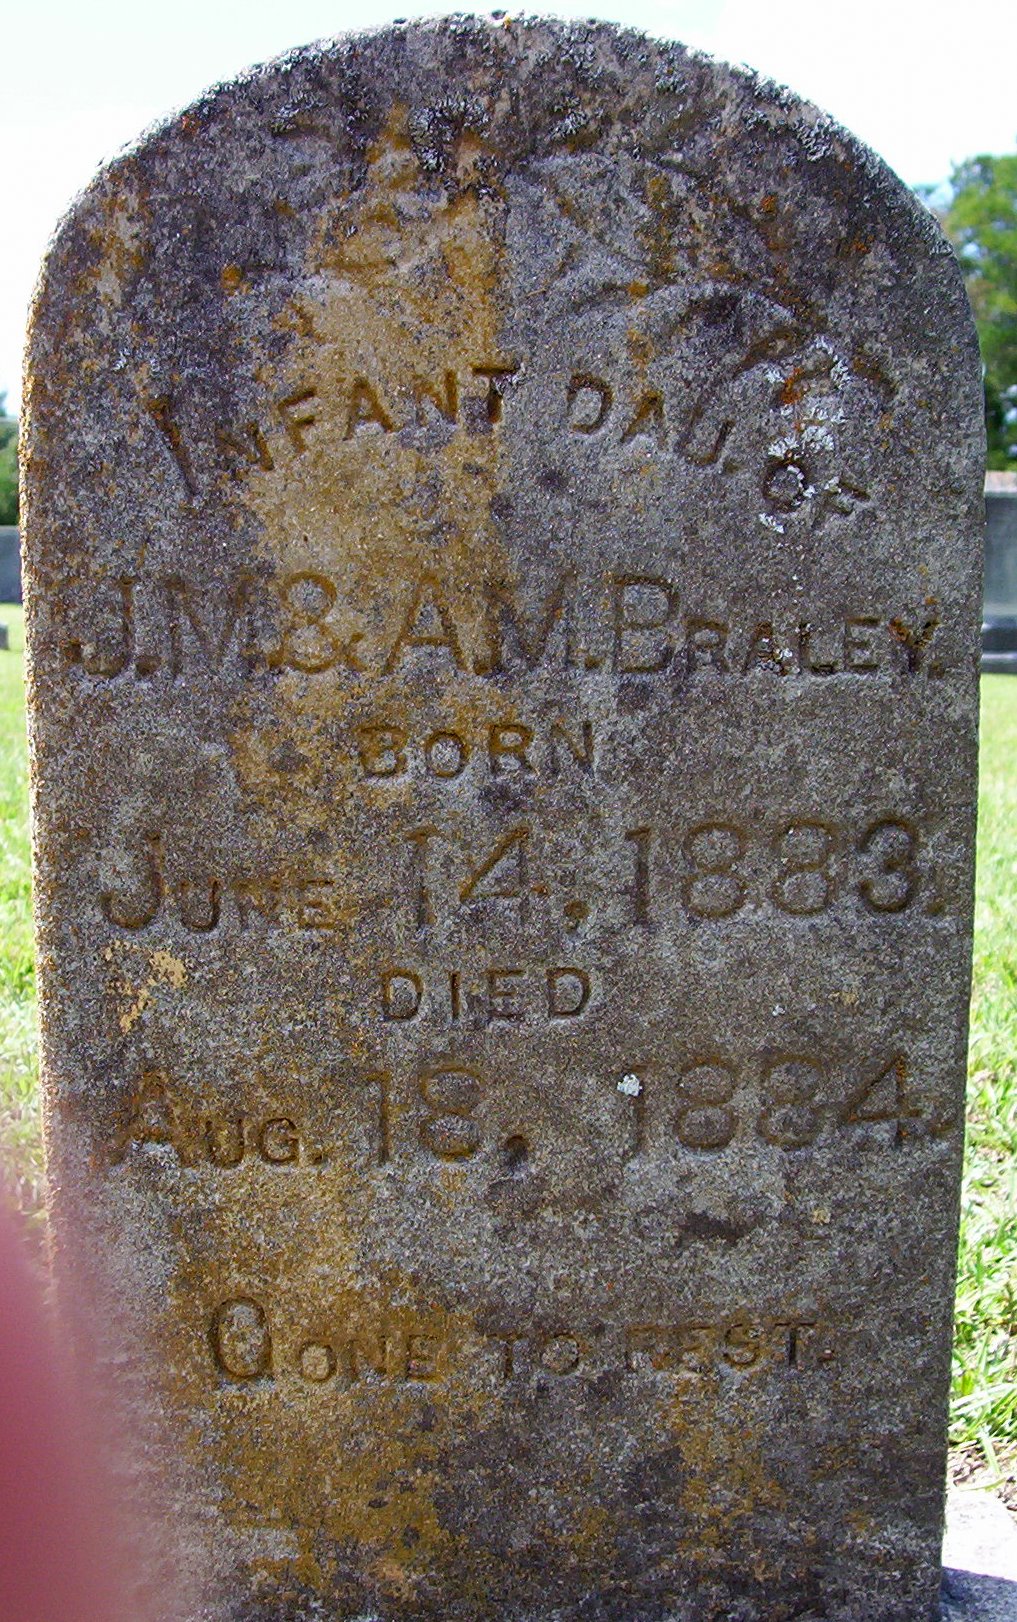 INFANT DAU. OF
J. M. & A. M. BRALEY.
BORN
JUNE 14, 1883.
DIED
AUG. 18, 1884.
GONE TO REST.